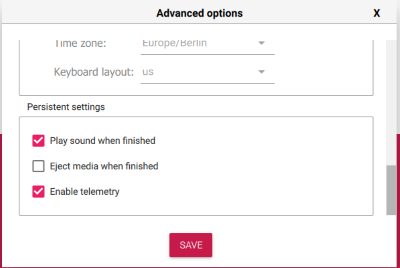 Advanced options
X
Time zone: Europe/Berlin
Keyboard layout: us
Persistent settings
Play sound when finished
Eject media when finished
Enable telemetry
SAVE